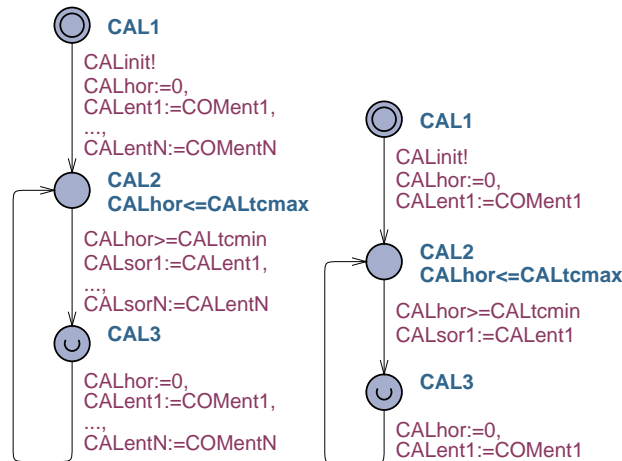 CAL1
CALinit!
CALhor:=0,
CALent1:=COMent1,
...,
CALentN:=COMentN
CAL2
CALhor<=CALtcmax
CALhor>=CALtcmin
CALsor1:=CALent1,
...,
CALsorN:=CALentN
CAL3
CALhor:=0,
CALent1:=COMent1,
...,
CALentN:=COMentN
CAL1
CALinit!
CALhor:=0,
CALent1:=COMent1
CAL2
CALhor<=CALtcmax
CALhor>=CALtcmin
CALsor1:=CALent1
CAL3
CALhor:=0,
CALent1:=COMent1